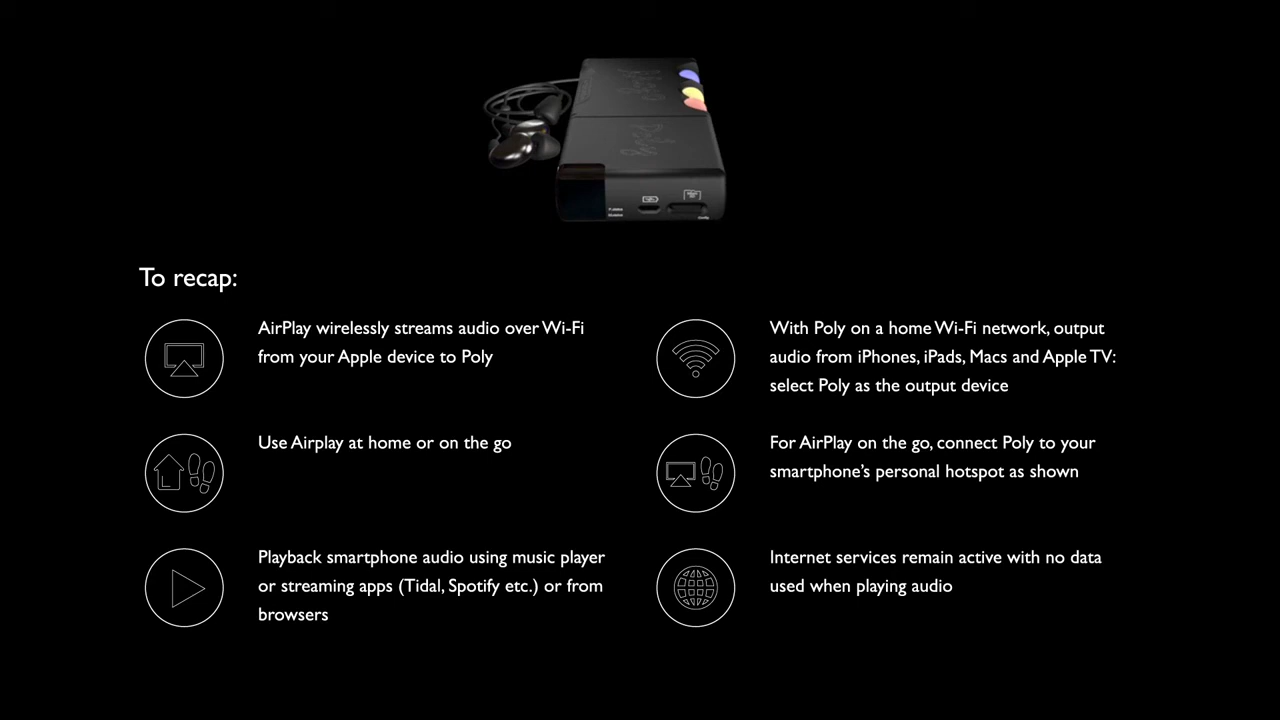 To recap:
AirPlay wirelessly streams audio over Wi-Fi
from your Apple device to Poly
Use Airplay at home or on the go
Playback smartphone audio using music player
or streaming apps (Tidal, Spotify etc.) or from
browsers
With Poly on a home Wi-Fi network, output
audio from iPhones, iPads, Macs and Apple TV:
select Poly as the output device
For AirPlay on the go, connect Poly to your
smartphone's personal hotspot as shown
Internet services remain active with no data
used when playing audio